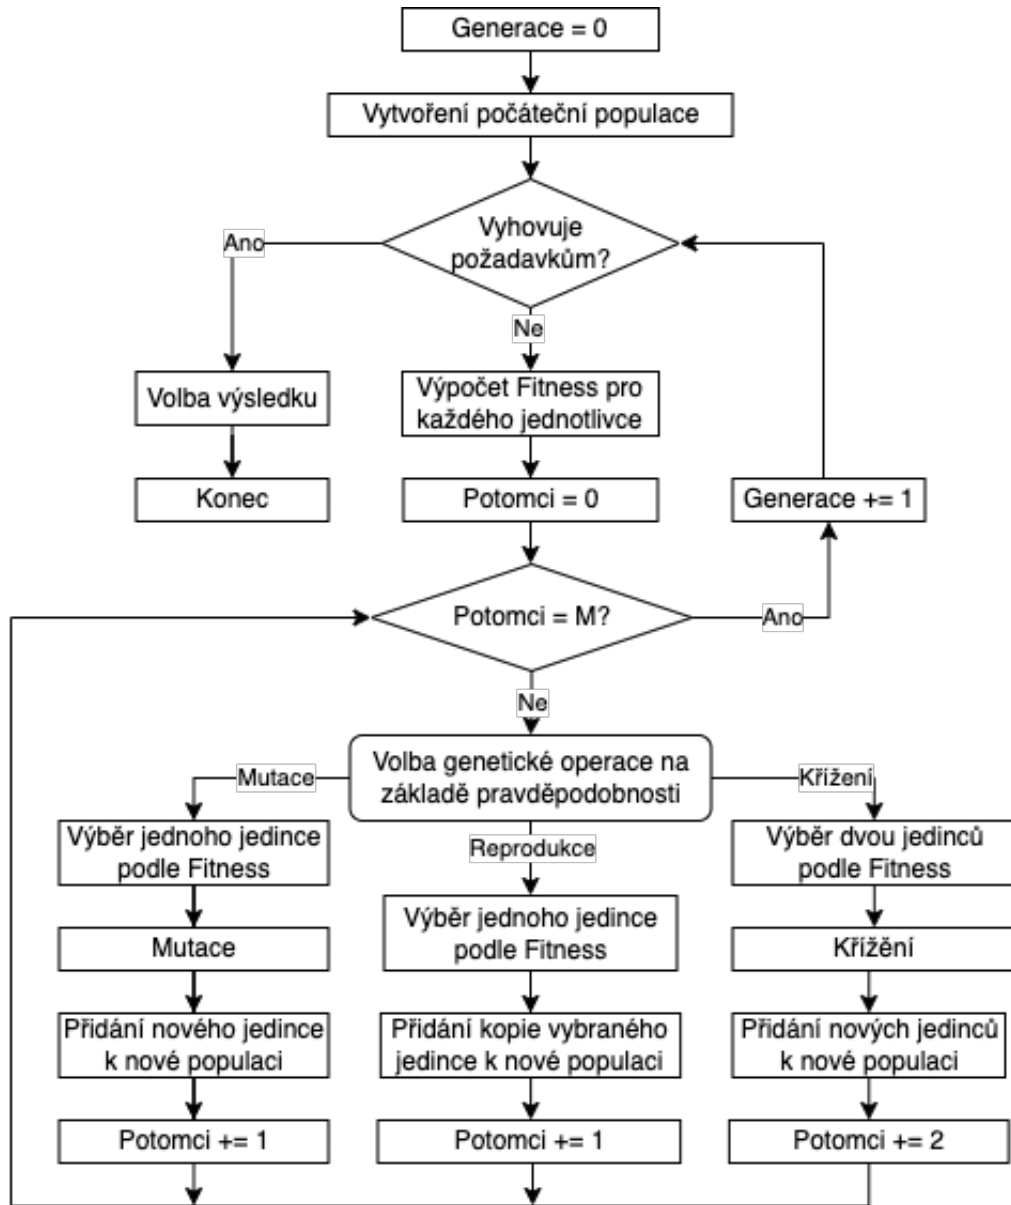 Generace = 0
Vytvoření počáteční populace
Vyhovuje
požadavkům?
Ano
Ne
Volba výsledku
Výpočet Fitness pro
každého jednotlivce
Konec
Potomci = 0
Generace += 1
Potomci = M?
Ano
Ne
Volba genetické operace na
základě pravděpodobnosti
Mutace
Reprodukce
Křížení
Výběr jednoho jedince
podle Fitness
Mutace
Přidání nového jedince
k nové populaci
Potomci += 1
Výběr jednoho jedince
podle Fitness
Přidání kopie vybraného
jedince k nové populaci
Potomci += 1
Výběr dvou jedinců
podle Fitness
Křížění
Přidání nových jedinců
k nové populaci
Potomci += 2